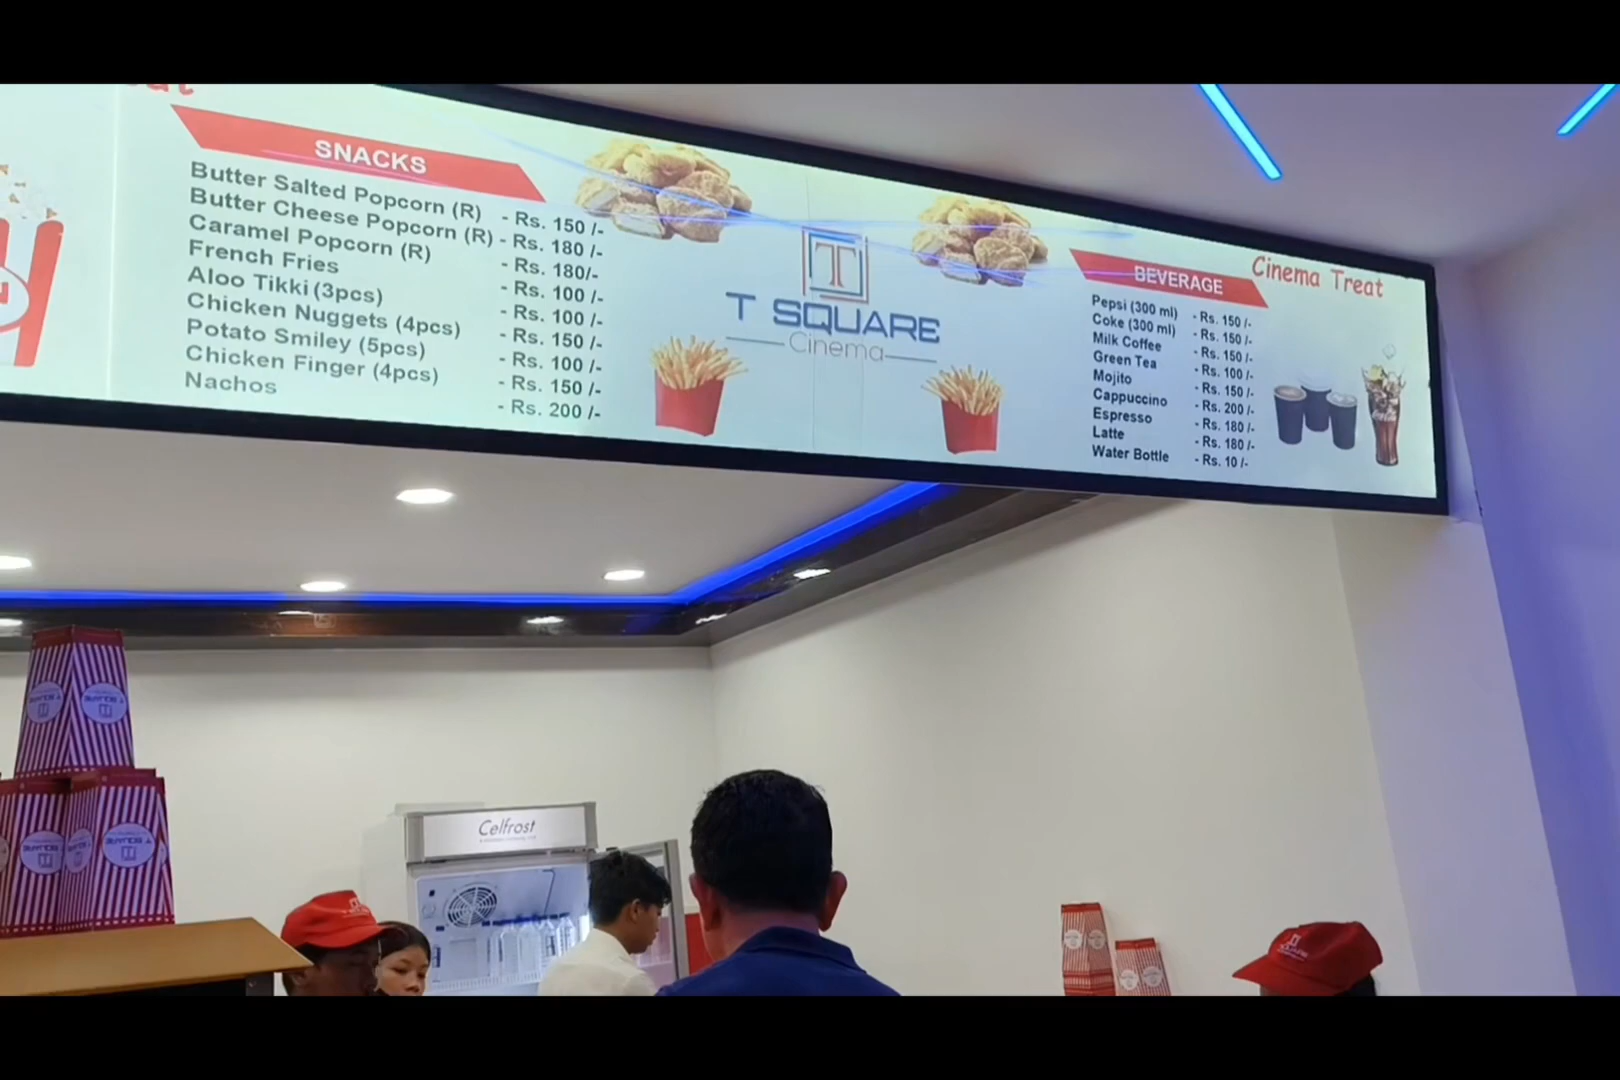 SNACKS
Butter Salted Popcorn (R) - Rs. 150 /-
Butter Cheese Popcorn (R) - Rs. 180 /-
Caramel Popcorn (R) - Rs. 180/-
French Fries - Rs. 100 /-
Aloo Tikki (3pcs) - Rs. 100 /-
Chicken Nuggets (4pcs) - Rs. 150 /-
Potato Smiley (5pcs) - Rs. 100 /-
Chicken Finger (4pcs) - Rs. 150 /-
Nachos - Rs. 200 /-
T
T SQUARE
Cinema
Cinema Treat
BEVERAGE
Pepsi (300 ml) - Rs. 150 /-
Coke (300 ml) - Rs. 150 /-
Milk Coffee - Rs. 150 /-
Green Tea - Rs. 100 /-
Mojito - Rs. 150 /-
Cappuccino - Rs. 200 /-
Espresso - Rs. 180 /-
Latte - Rs. 180 /-
Water Bottle - Rs. 10 /-
Celfrost